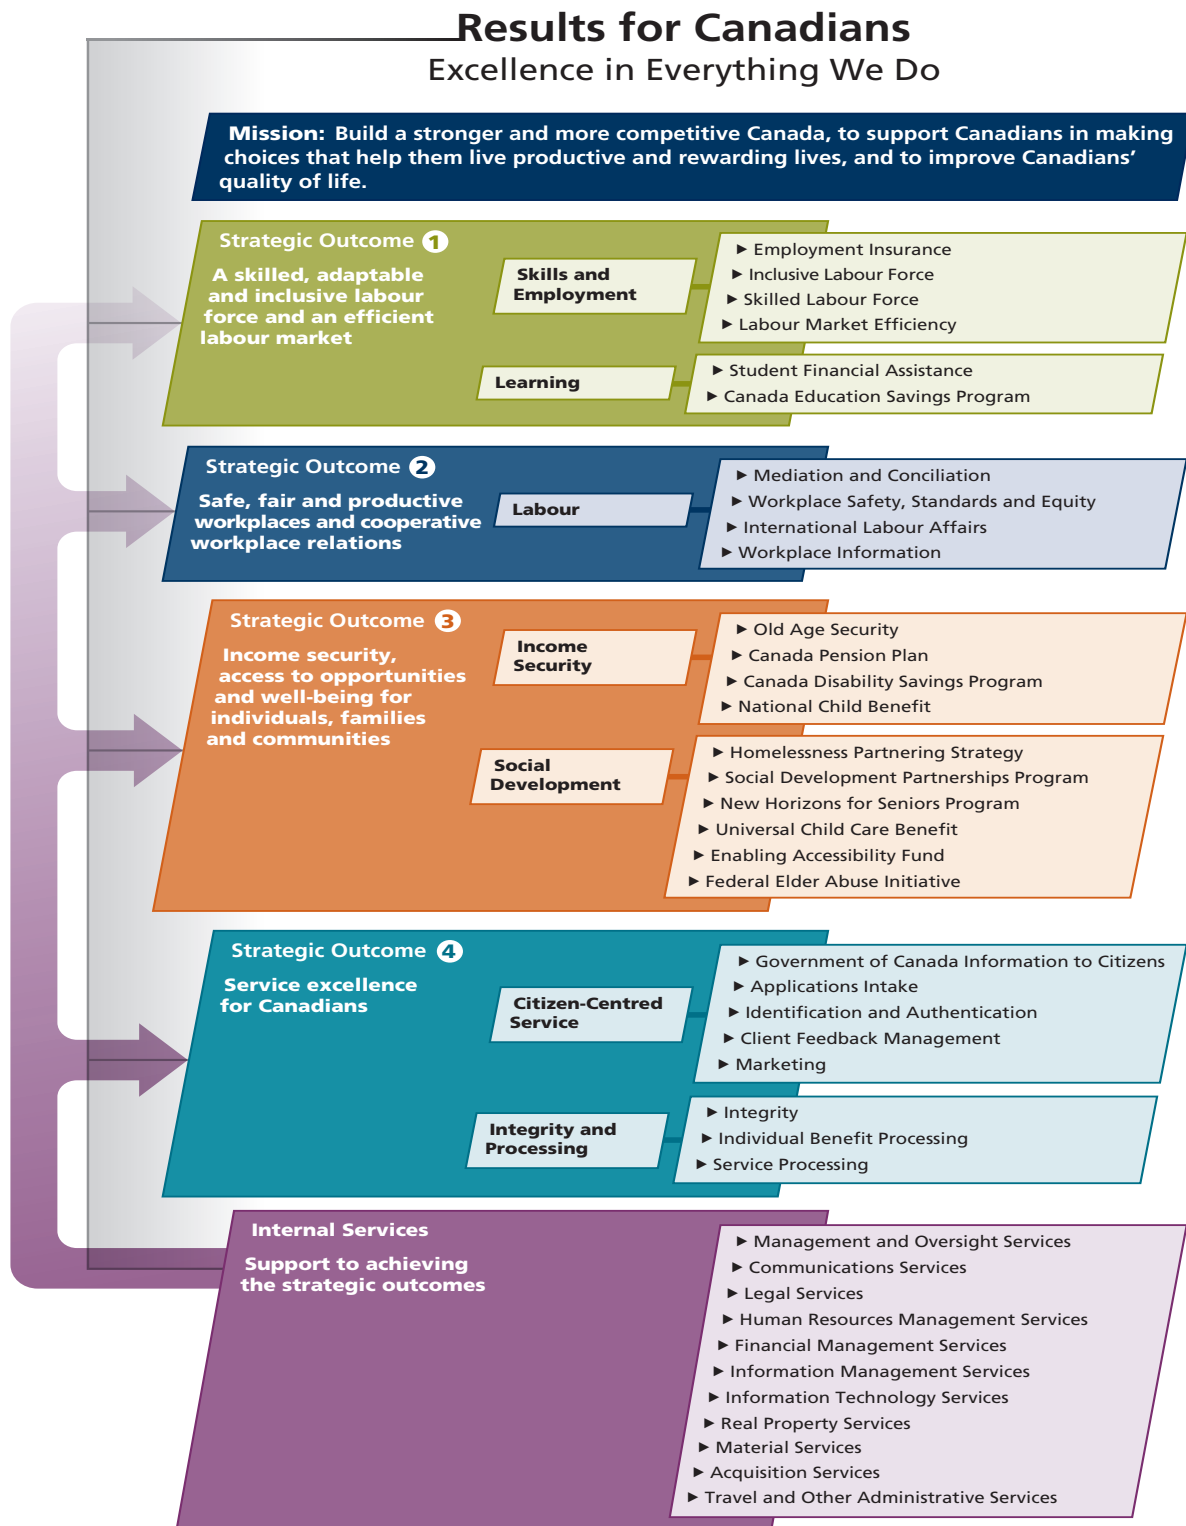 Results for Canadians
Excellence in Everything We Do
Mission: Build a stronger and more competitive Canada, to support Canadians in making
choices that help them live productive and rewarding lives, and to improve Canadians’
quality of life.
Strategic Outcome 1
A skilled, adaptable
and inclusive labour
force and an efficient
labour market
Skills and
Employment
► Employment Insurance
► Inclusive Labour Force
► Skilled Labour Force
► Labour Market Efficiency
Learning
► Student Financial Assistance
► Canada Education Savings Program
Strategic Outcome 2
Safe, fair and productive
workplaces and cooperative
workplace relations
Labour
► Mediation and Conciliation
► Workplace Safety, Standards and Equity
► International Labour Affairs
► Workplace Information
Strategic Outcome 3
Income security,
access to opportunities
and well-being for
individuals, families
and communities
Income
Security
► Old Age Security
► Canada Pension Plan
► Canada Disability Savings Program
► National Child Benefit
Social
Development
► Homelessness Partnering Strategy
► Social Development Partnerships Program
► New Horizons for Seniors Program
► Universal Child Care Benefit
► Enabling Accessibility Fund
► Federal Elder Abuse Initiative
Strategic Outcome 4
Service excellence
for Canadians
Citizen-Centred
Service
► Government of Canada Information to Citizens
► Applications Intake
► Identification and Authentication
► Client Feedback Management
► Marketing
Integrity and
Processing
► Integrity
► Individual Benefit Processing
► Service Processing
Internal Services
Support to achieving
the strategic outcomes
► Management and Oversight Services
► Communications Services
► Legal Services
► Human Resources Management Services
► Financial Management Services
► Information Management Services
► Information Technology Services
► Real Property Services
► Material Services
► Acquisition Services
► Travel and Other Administrative Services